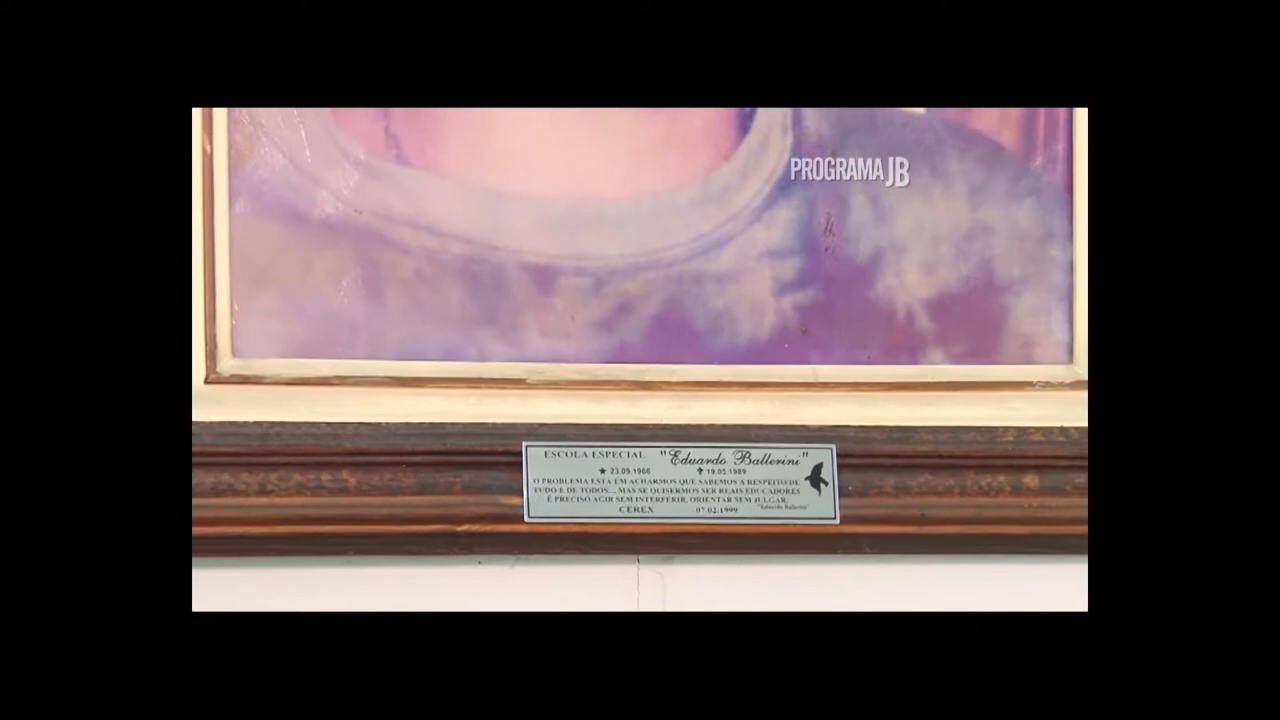 PROGRAMA JB
ESCOLA ESPECIAL "Eduardo Ballerini"
★ 23.09.1966 ✝ 19.05.1989
O PROBLEMA ESTÁ EM ACHARMOS QUE SABEMOS A RESPEITO DE
TUDO E DE TODOS.... MAS SE QUISERMOS SER REAIS EDUCADORES
É PRECISO AGIR SEM INTERFERIR, ORIENTAR SEM JULGAR.
"Eduardo Ballerini"
CEREX 07.02.1999